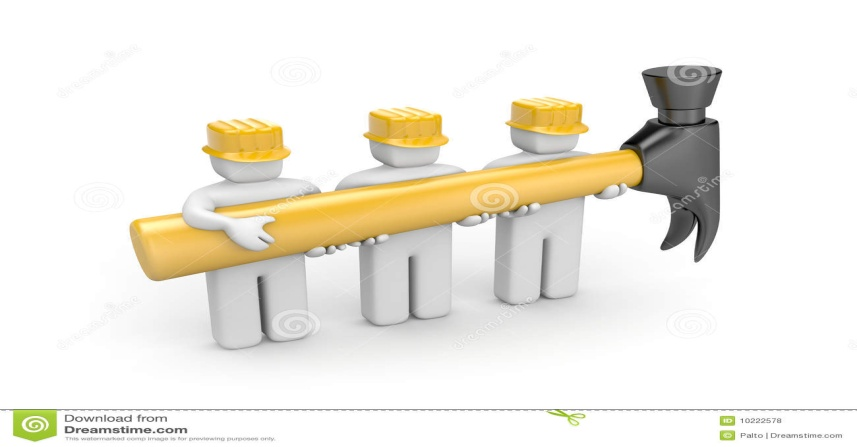 Download from
Dreamstime.com
This watermarked comp image is for previewing purposes only.
ID 10222578
© Palto | Dreamstime.com